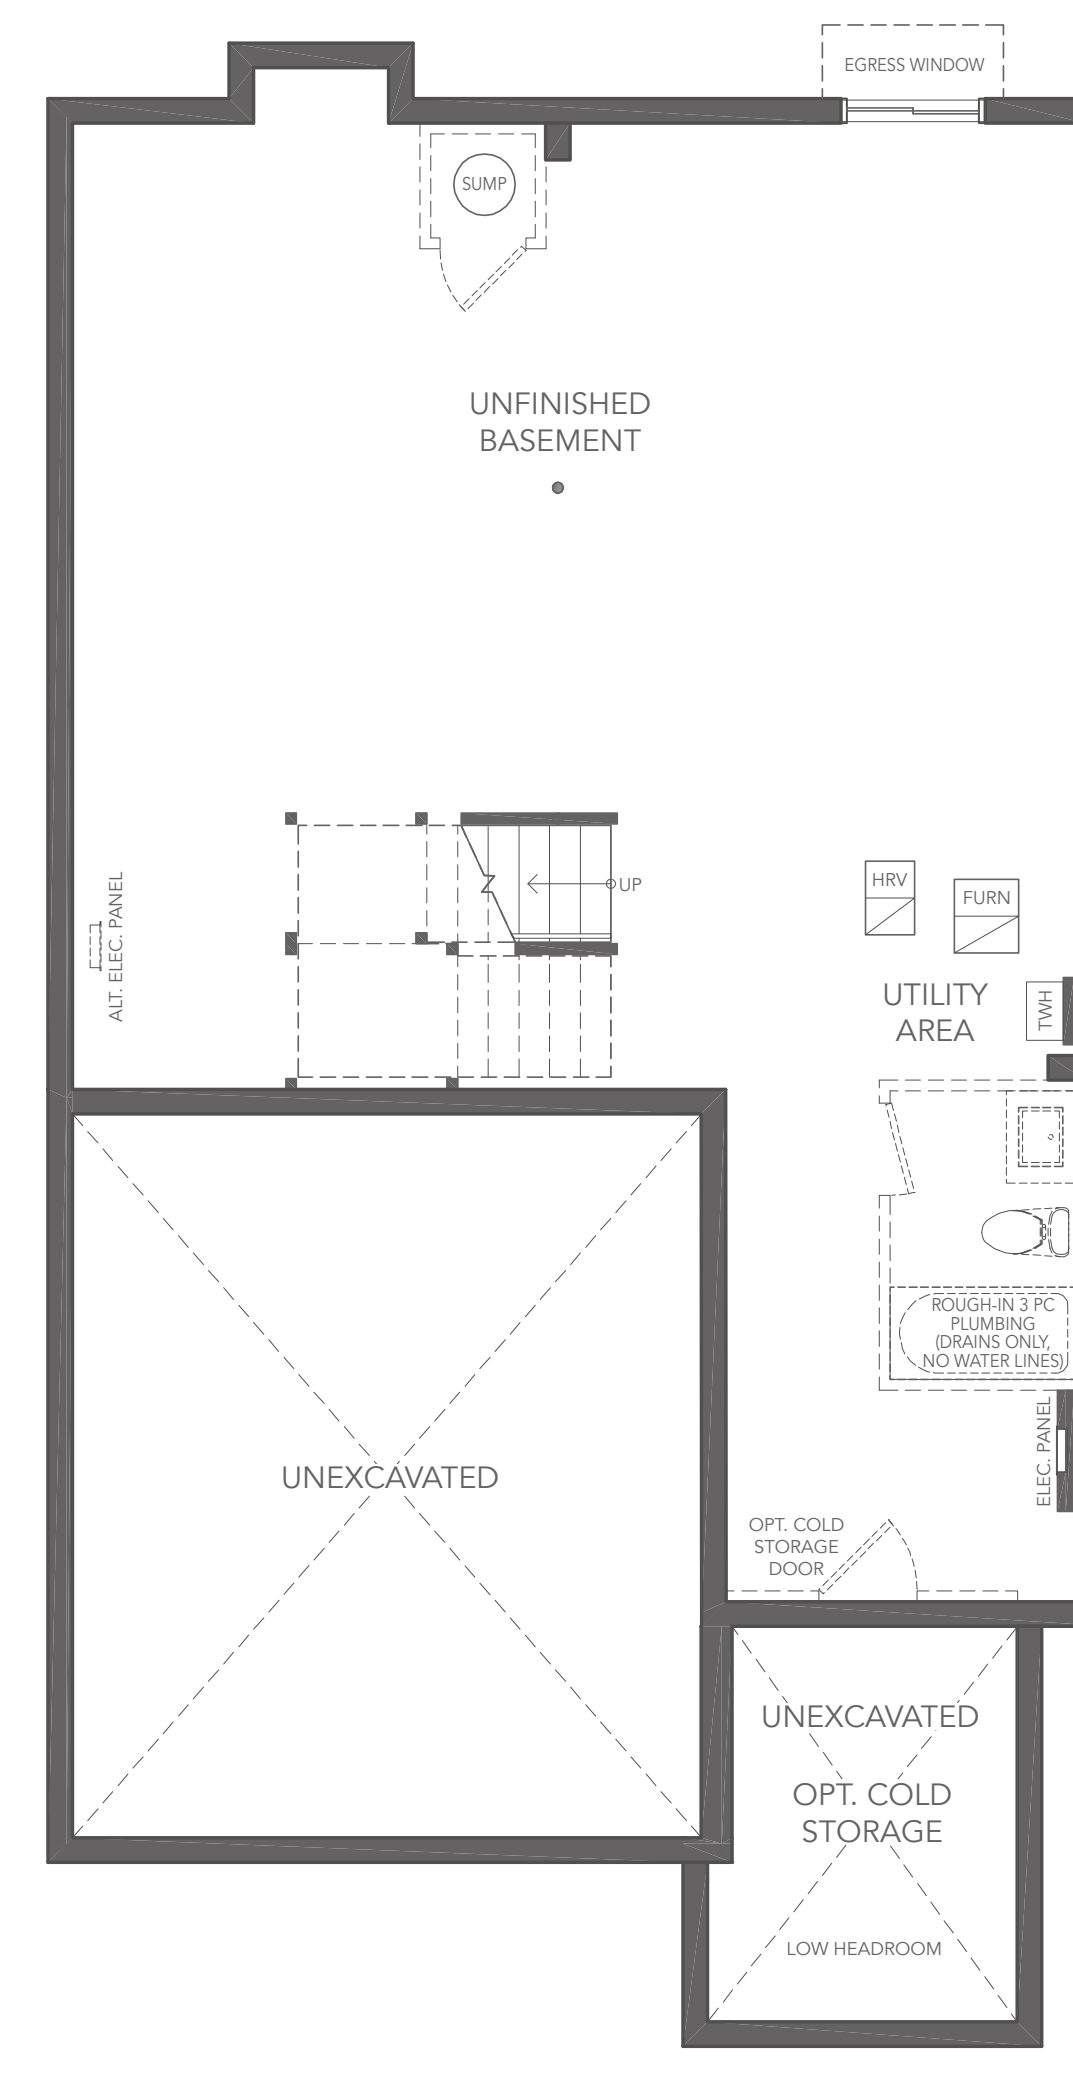 EGRESS WINDOW
SUMP
UNFINISHED
BASEMENT
UP
HRV
FURN
ALT. ELEC. PANEL
UTILITY
AREA
TWH
ROUGH-IN 3 PC
PLUMBING
(DRAINS ONLY,
NO WATER LINES)
ELEC. PANEL
UNEXCAVATED
OPT. COLD
STORAGE
DOOR
UNEXCAVATED
OPT. COLD
STORAGE
LOW HEADROOM